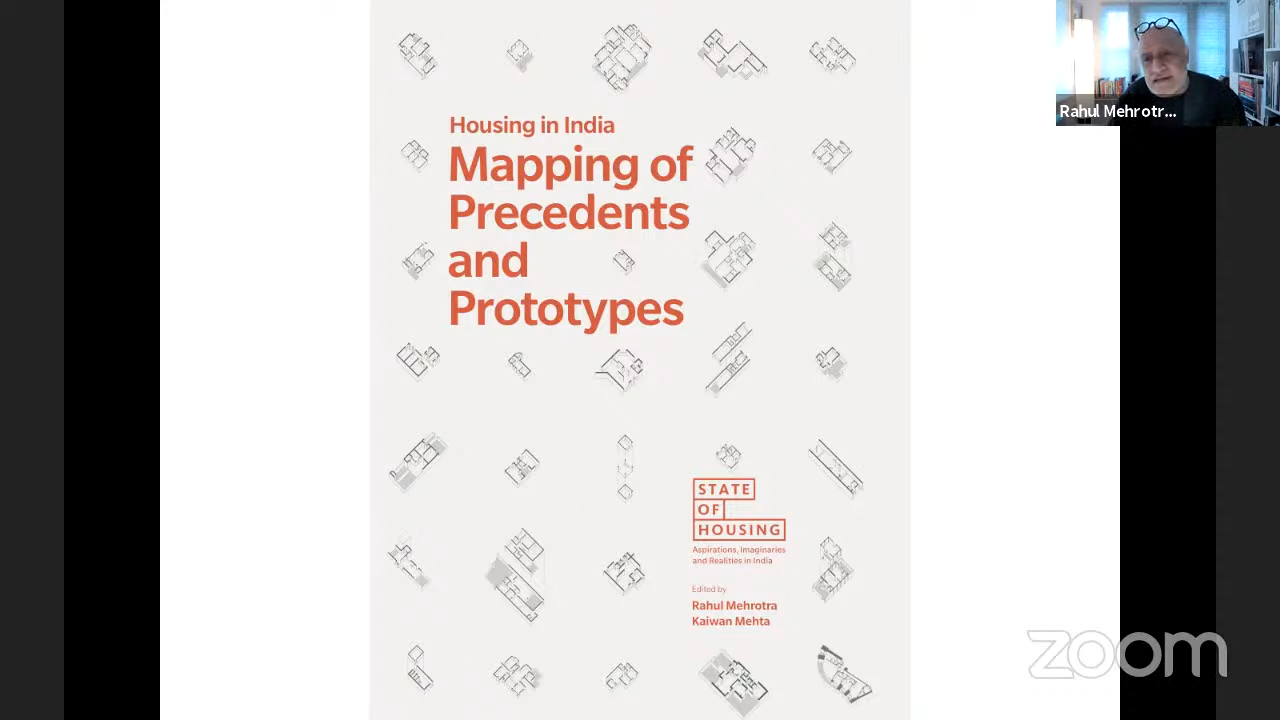 Housing in India
Mapping of
Precedents
and
Prototypes
STATE
OF
HOUSING
Aspirations, Imaginaries
and Realities in India
Edited by
Rahul Mehrotra
Kaiwan Mehta
Rahul Mehrotr...
zoom